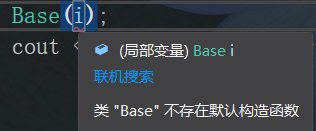 Base(i);
cout <
(局部变量) Base i
联机搜索
类 "Base" 不存在默认构造函数